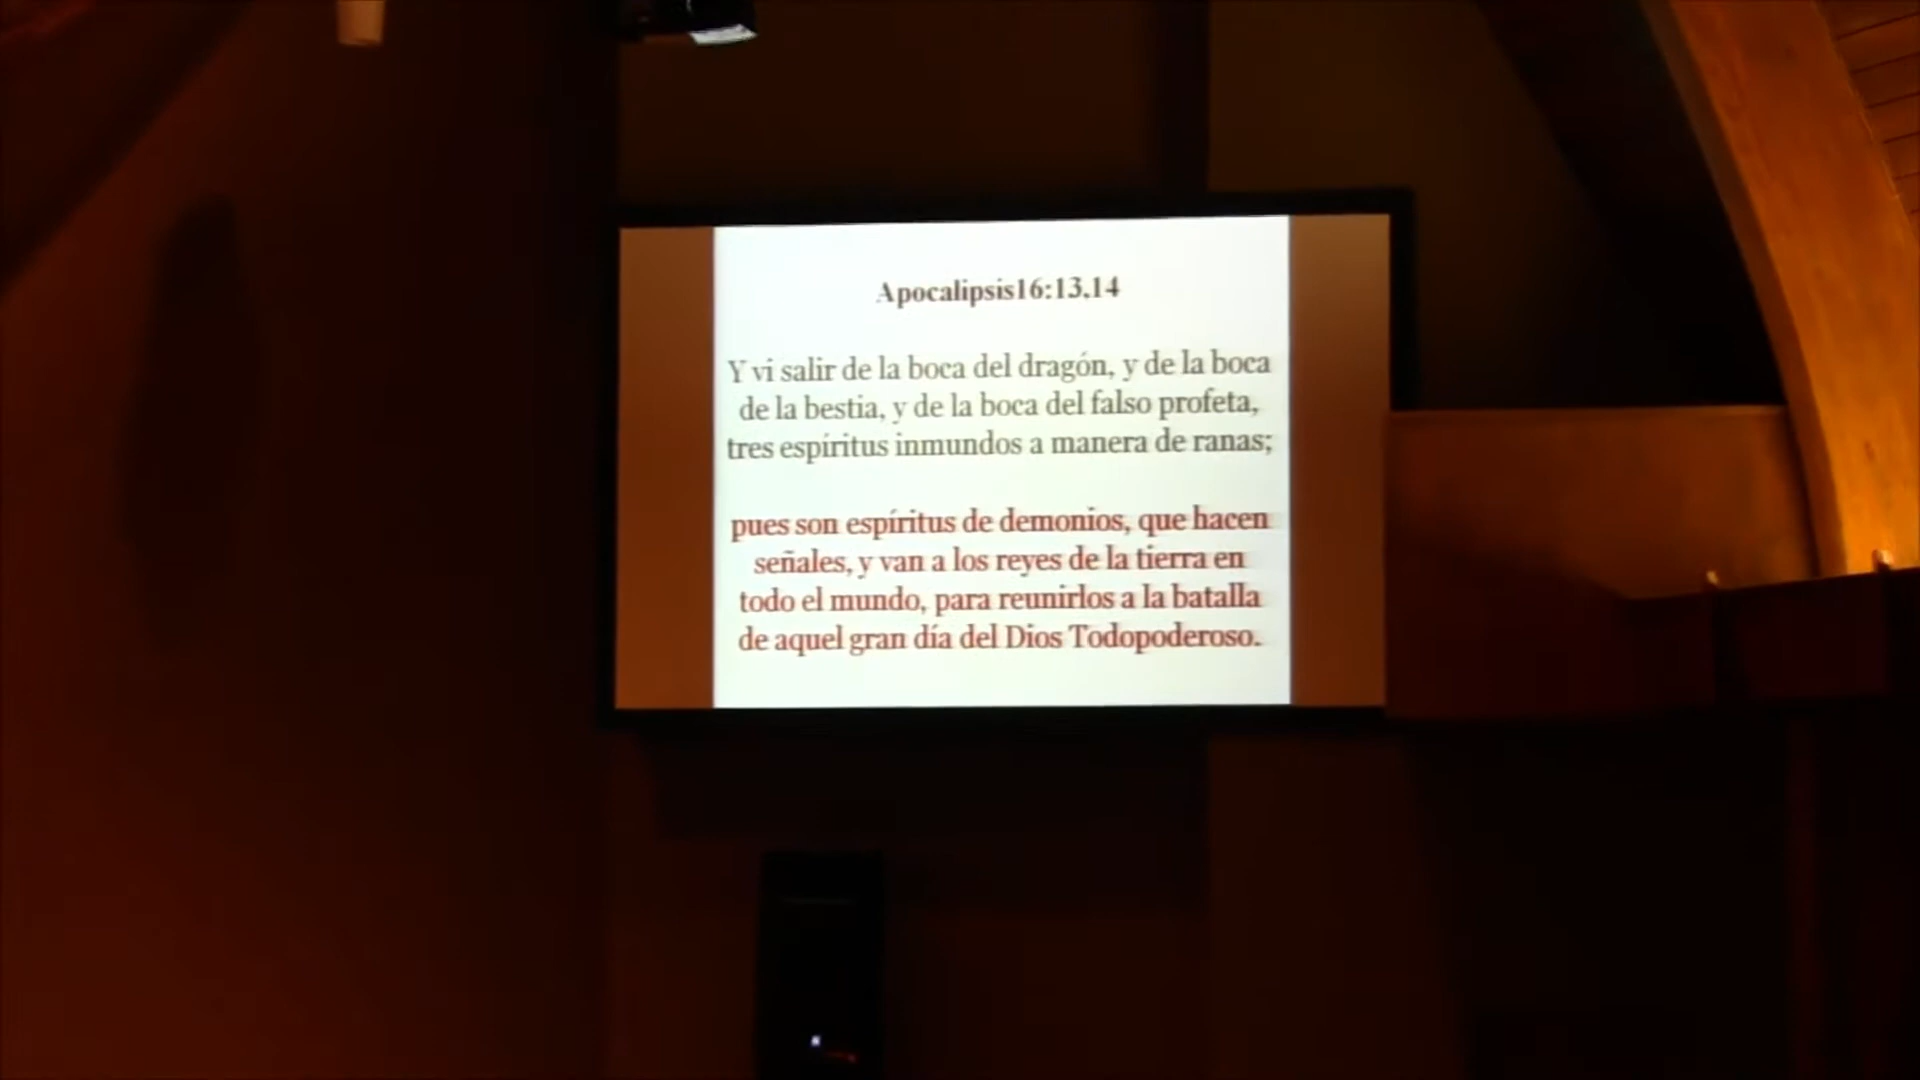 Apocalipsis16:13.14
Y vi salir de la boca del dragón, y de la boca
de la bestia, y de la boca del falso profeta,
tres espíritus inmundos a manera de ranas;
pues son espíritus de demonios, que hacen
señales, y van a los reyes de la tierra en
todo el mundo, para reunirlos a la batalla
de aquel gran día del Dios Todopoderoso.